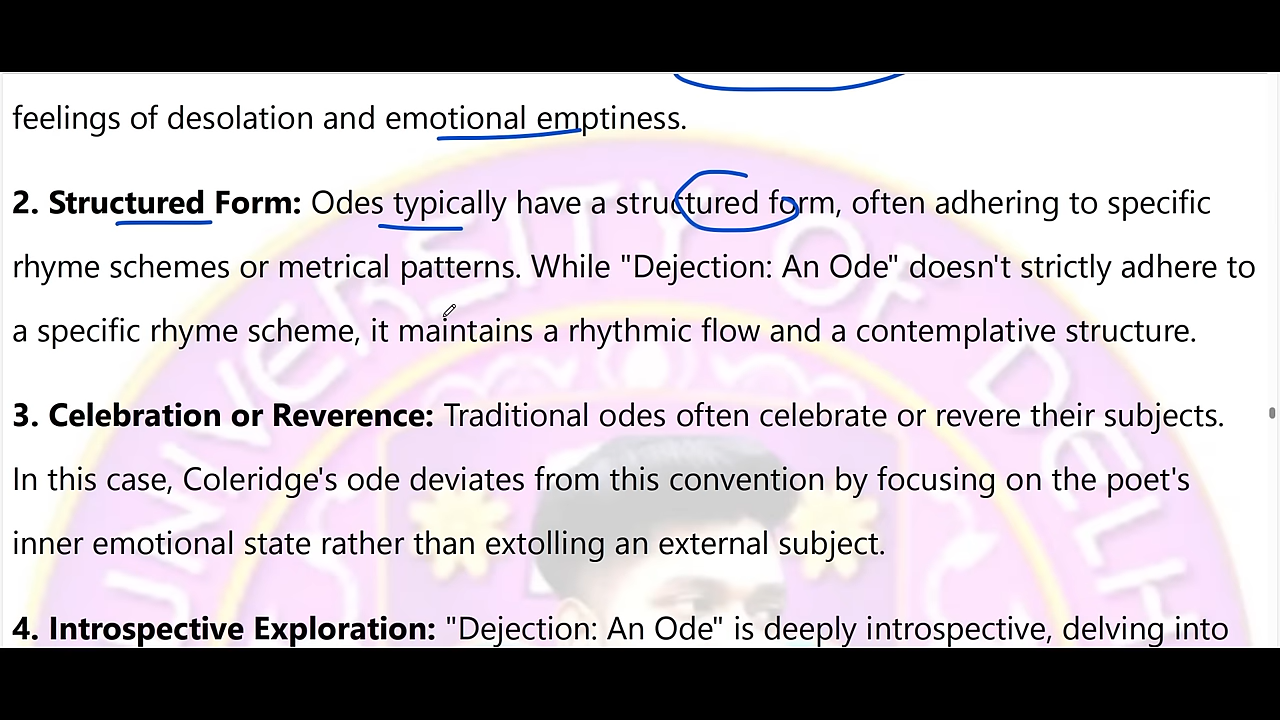 feelings of desolation and emotional emptiness.
2. Structured Form: Odes typically have a structured form, often adhering to specific
rhyme schemes or metrical patterns. While "Dejection: An Ode" doesn't strictly adhere to
a specific rhyme scheme, it maintains a rhythmic flow and a contemplative structure.
3. Celebration or Reverence: Traditional odes often celebrate or revere their subjects.
In this case, Coleridge's ode deviates from this convention by focusing on the poet's
inner emotional state rather than extolling an external subject.
4. Introspective Exploration: "Dejection: An Ode" is deeply introspective, delving into
UNIVERSITY OF DELHI